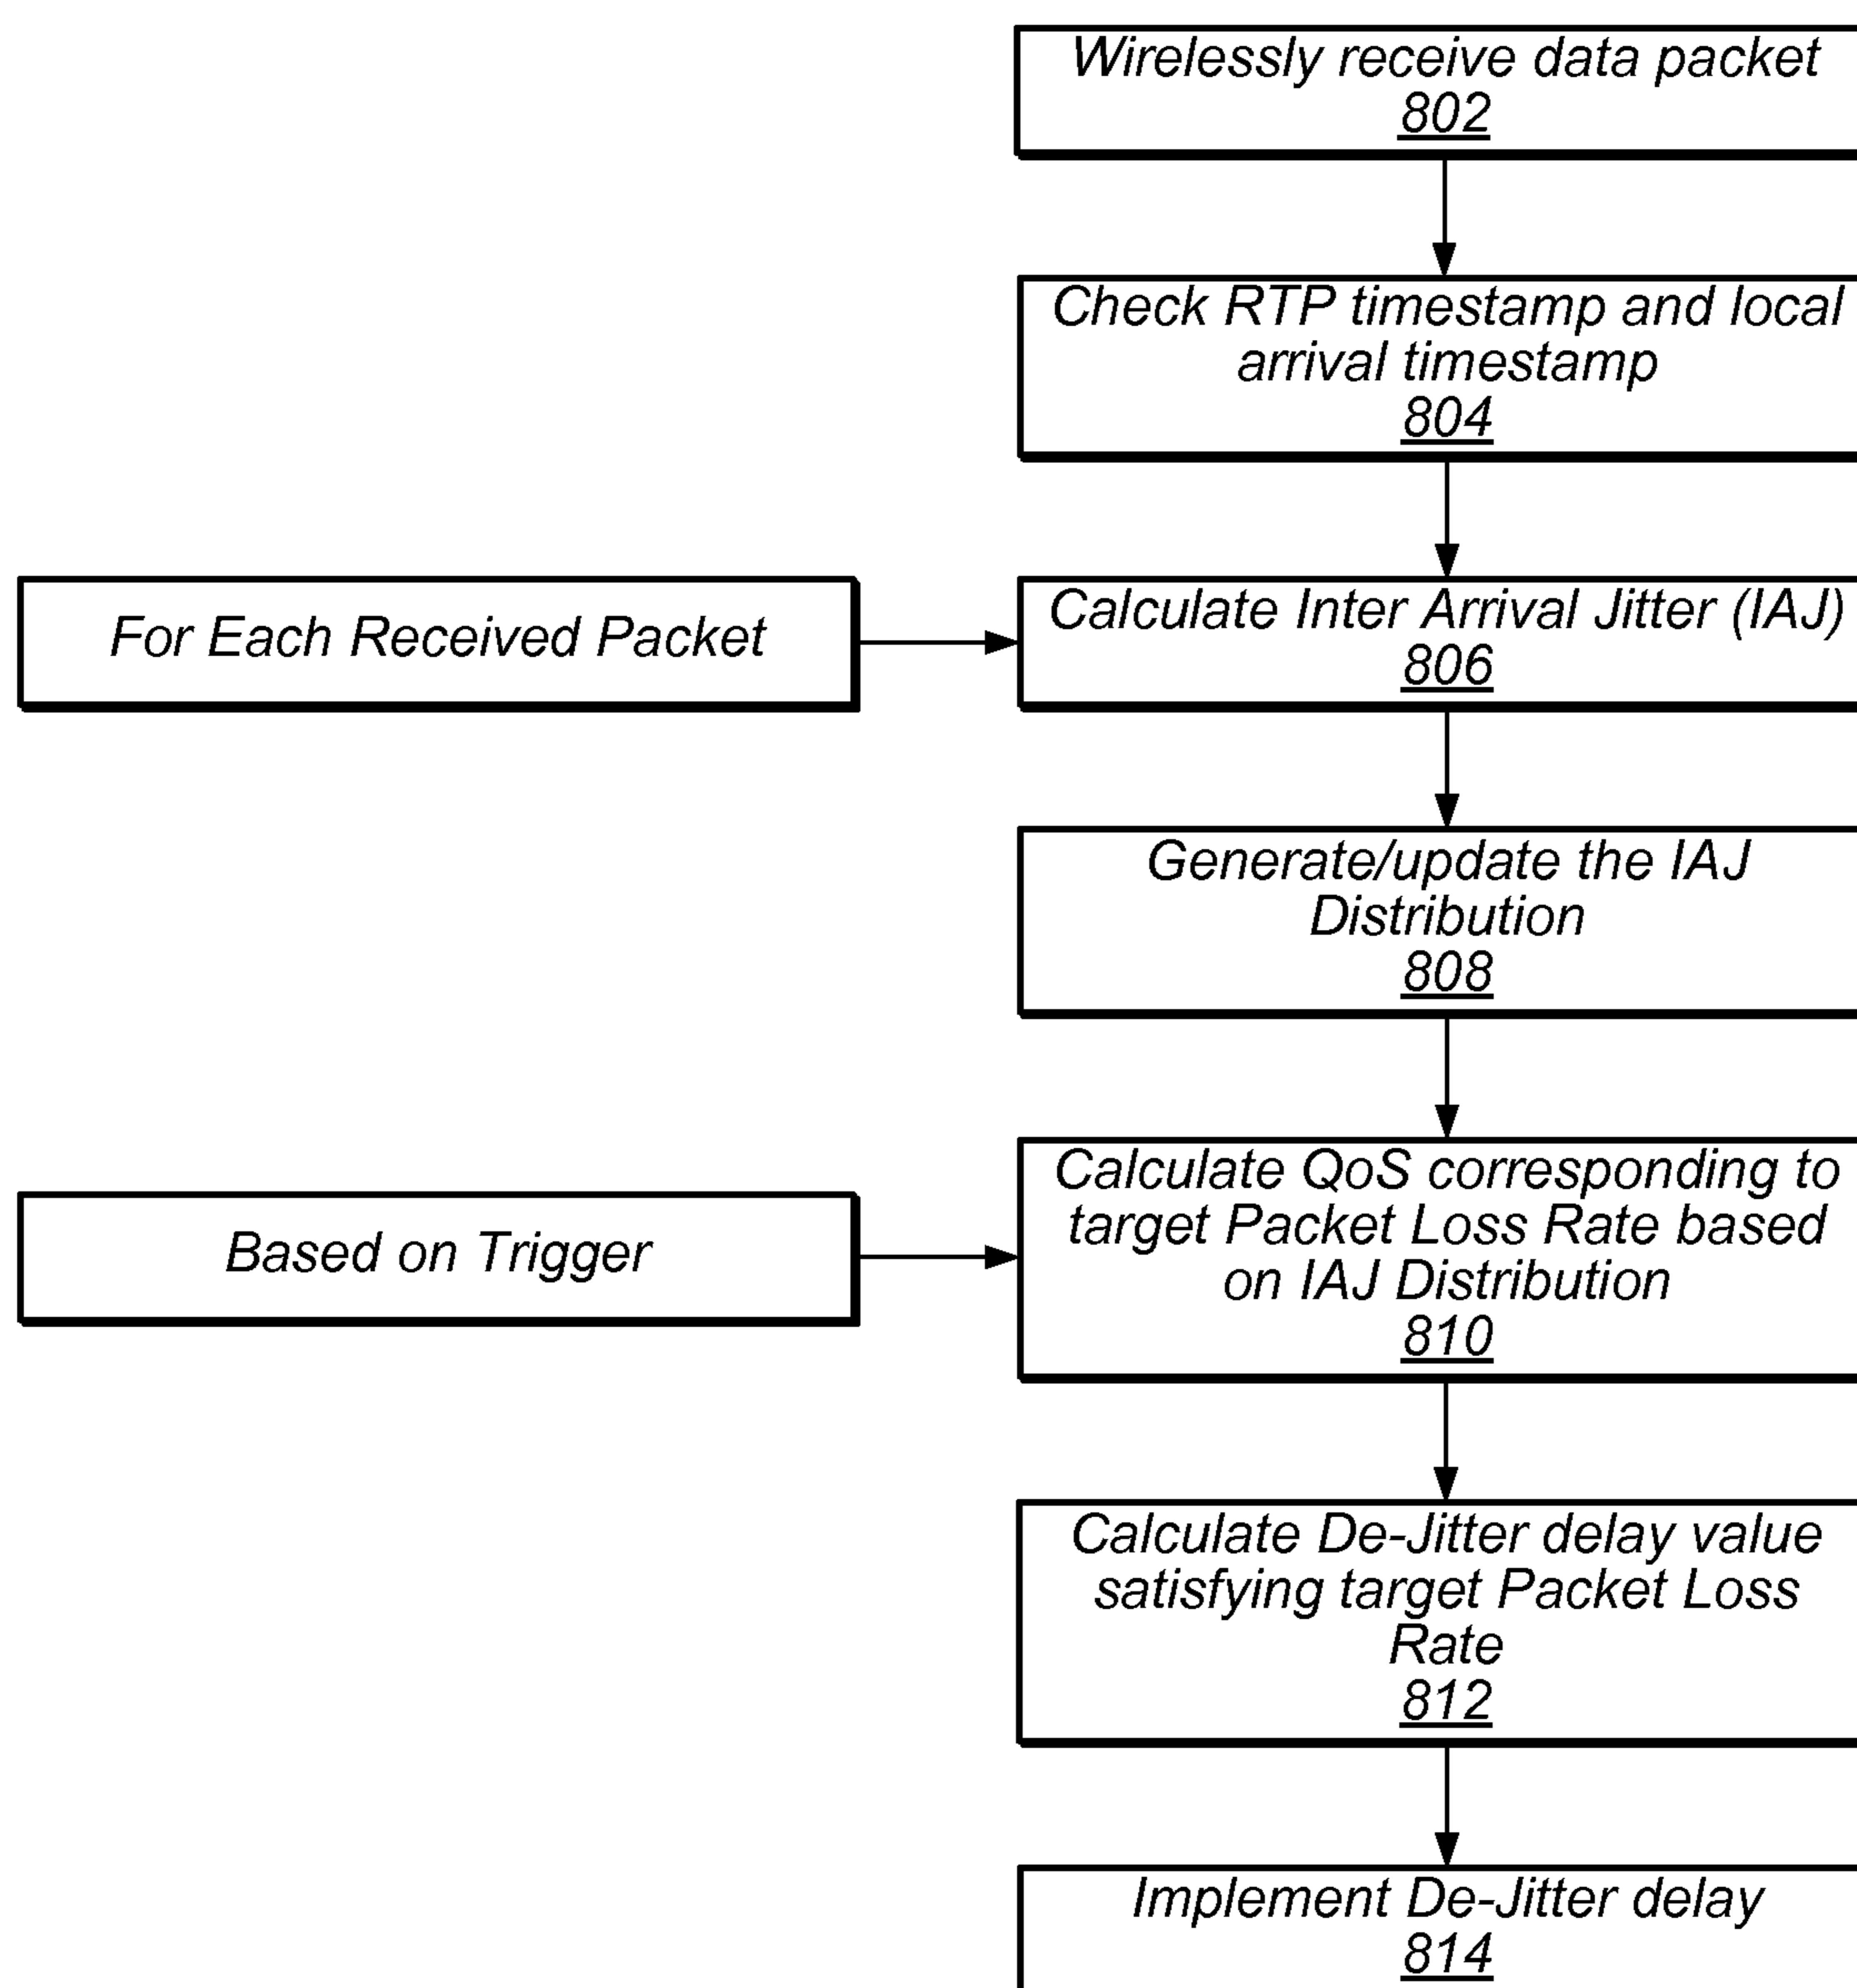 Wirelessly receive data packet
802
Check RTP timestamp and local
arrival timestamp
804
For Each Received Packet
Calculate Inter Arrival Jitter (IAJ)
806
Generate/update the IAJ
Distribution
808
Based on Trigger
Calculate QoS corresponding to
target Packet Loss Rate based
on IAJ Distribution
810
Calculate De-Jitter delay value
satisfying target Packet Loss
Rate
812
Implement De-Jitter delay
814